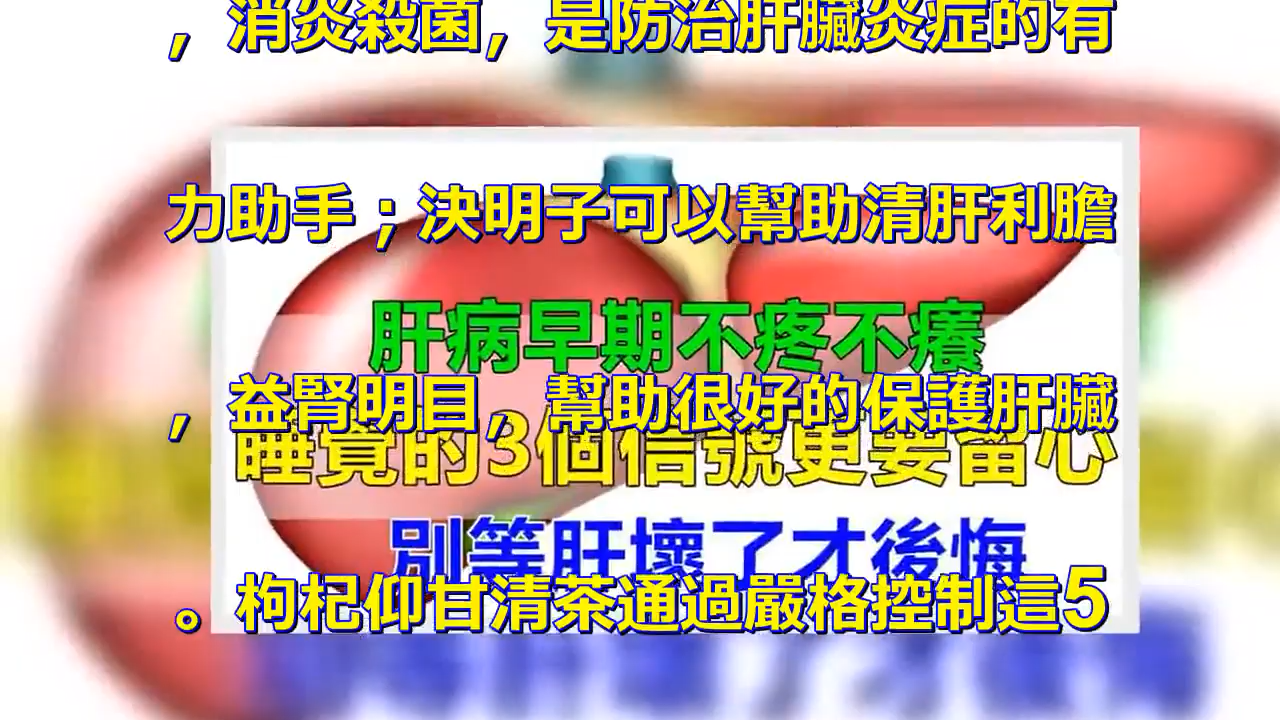 ，消炎殺菌，是防治肝臟炎症的有
力助手；決明子可以幫助清肝利膽
肝病早期不疼不癢
，益腎明目，幫助很好的保護肝臟
睡覺的3個信號更要留心
別等肝壞了才後悔
。枸杞仰甘清茶通過嚴格控制這5